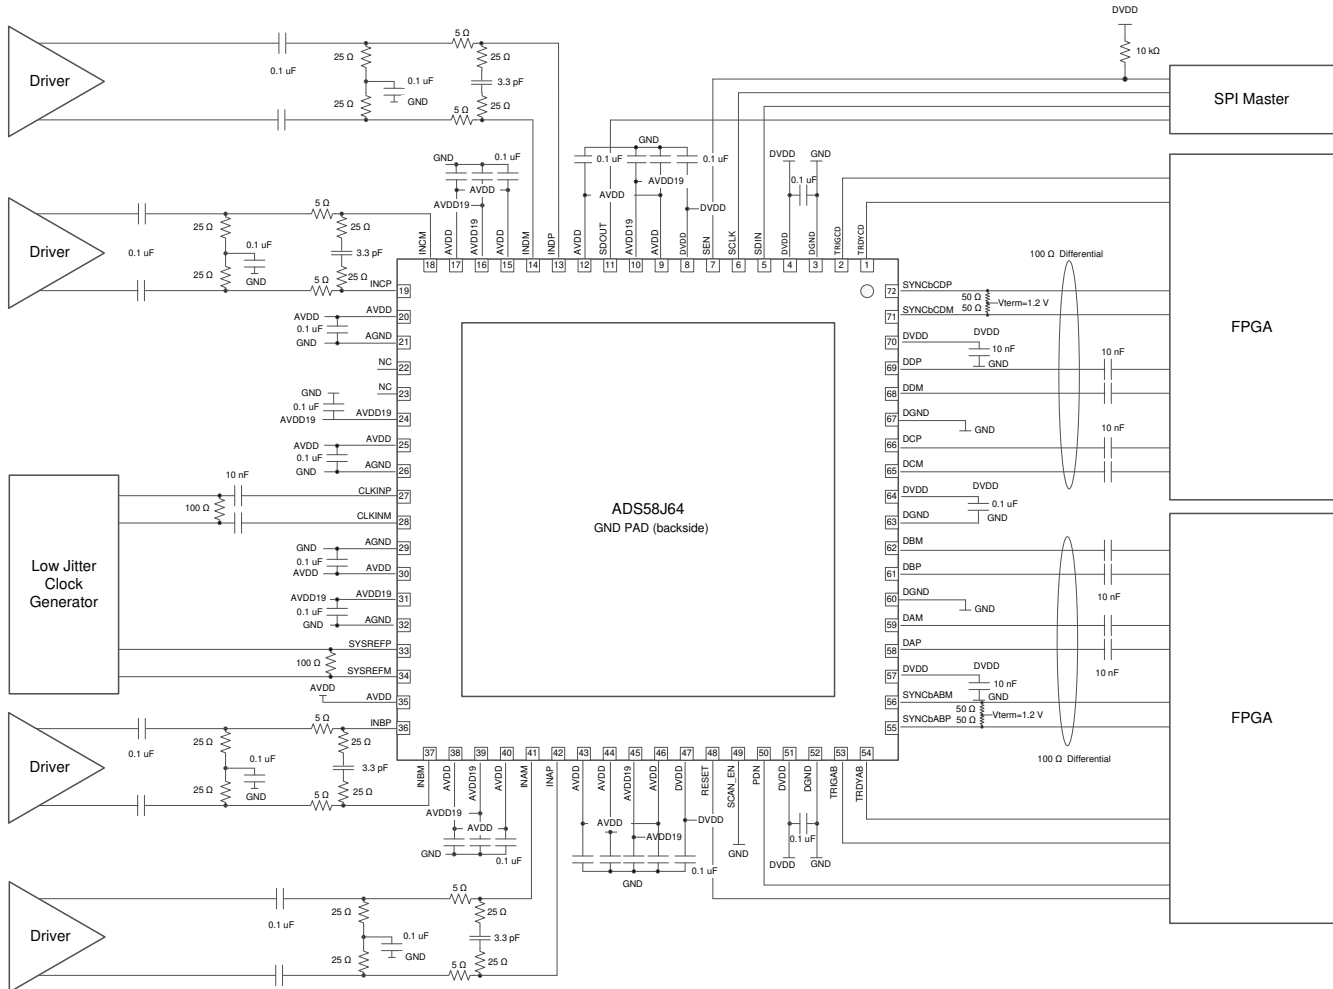 DVDD
10 kΩ
SPI Master
Driver
0.1 uF
25 Ω
25 Ω
0.1 uF
GND
5 Ω
5 Ω
25 Ω
3.3 pF
25 Ω
Driver
0.1 uF
25 Ω
25 Ω
0.1 uF
GND
5 Ω
5 Ω
25 Ω
3.3 pF
25 Ω
GND
0.1 uF
AVDD
AVDD19
GND
0.1 uF
0.1 uF
AVDD19
AVDD
DVDD
DVDD
GND
0.1 uF
INCM
AVDD
AVDD19
AVDD
INDM
INDP
AVDD
SDOUT
AVDD19
AVDD
DVDD
SEN
SCLK
SDIN
DVDD
DGND
TRIGCD
TRDYCD
18
17
16
15
14
13
12
11
10
9
8
7
6
5
4
3
2
1
INCP
19
AVDD
AVDD
20
0.1 uF
GND
AGND
21
NC
22
NC
23
GND
0.1 uF
AVDD19
AVDD19
24
AVDD
AVDD
25
0.1 uF
GND
AGND
26
10 nF
100 Ω
CLKINP
27
CLKINM
28
Low Jitter
Clock
Generator
GND
AGND
29
0.1 uF
AVDD
AVDD
30
AVDD19
AVDD19
31
0.1 uF
GND
AGND
32
SYSREFP
33
100 Ω
SYSREFM
34
AVDD
AVDD
35
INBP
36
ADS58J64
GND PAD (backside)
100 Ω Differential
72
SYNCbCDP
50 Ω
50 Ω
Vterm=1.2 V
71
SYNCbCDM
70
DVDD
DVDD
10 nF
GND
69
DDP
10 nF
68
DDM
67
DGND
GND
66
DCP
10 nF
65
DCM
64
DVDD
DVDD
0.1 uF
GND
63
DGND
FPGA
62
DBM
61
DBP
10 nF
60
DGND
GND
59
DAM
58
DAP
10 nF
57
DVDD
DVDD
10 nF
GND
56
SYNCbABM
50 Ω
50 Ω
Vterm=1.2 V
55
SYNCbABP
100 Ω Differential
FPGA
Driver
0.1 uF
25 Ω
25 Ω
0.1 uF
GND
5 Ω
5 Ω
25 Ω
3.3 pF
25 Ω
37
38
39
40
41
42
43
44
45
46
47
48
49
50
51
52
53
54
INBM
AVDD
AVDD19
AVDD
INAM
INAP
AVDD
AVDD
AVDD19
AVDD
DVDD
RESET
SCAN_EN
PDN
DVDD
DGND
TRIGAB
TRDYAB
AVDD19
AVDD
GND
0.1 uF
AVDD
AVDD19
DVDD
GND
0.1 uF
GND
0.1 uF
DVDD
GND
Driver
0.1 uF
25 Ω
25 Ω
0.1 uF
GND
5 Ω
5 Ω
25 Ω
3.3 pF
25 Ω